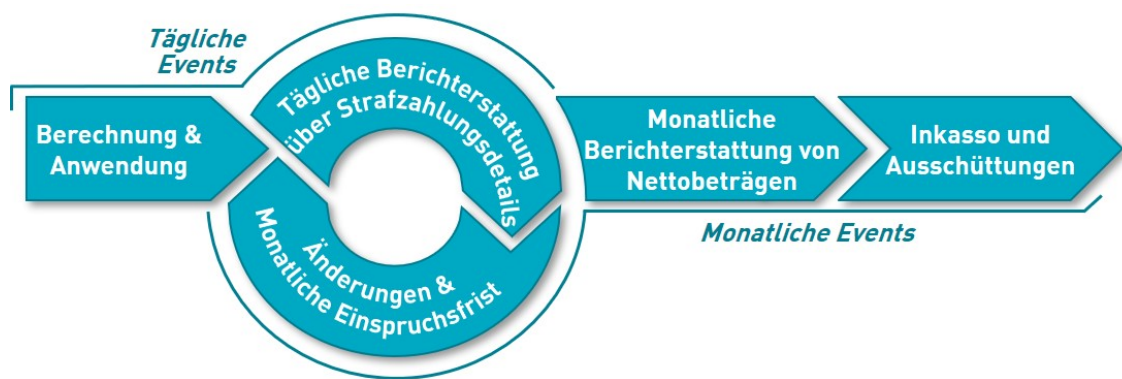 Tägliche
Events
Berechnung &
Anwendung
Tägliche Berichterstattung
über Strafzahlungsdetails
Änderungen &
Monatliche Einspruchsfrist
Monatliche
Berichterstattung von
Nettobeträgen
Inkasso und
Ausschüttungen
Monatliche Events